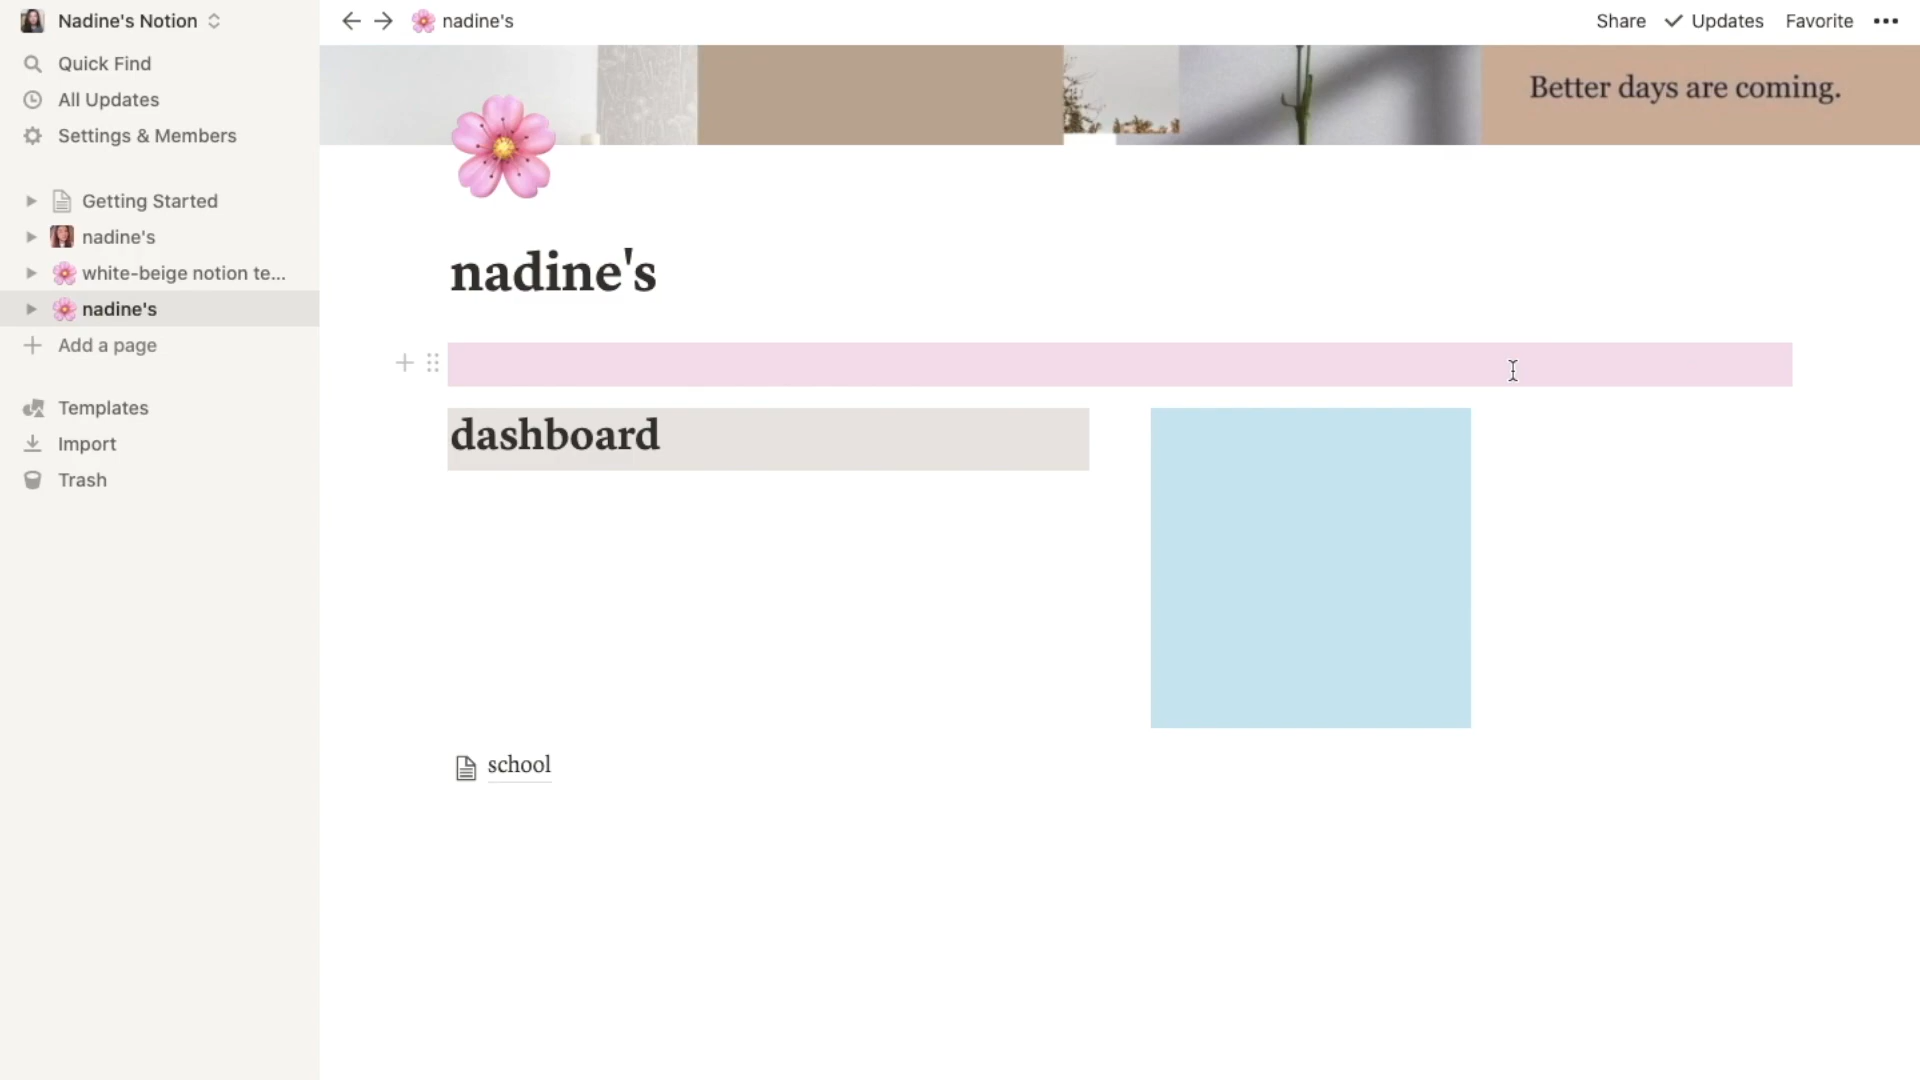 Nadine's Notion
nadine's
Share
Updates
Favorite
Quick Find
All Updates
Settings & Members
Getting Started
nadine's
white-beige notion te...
nadine's
Add a page
Templates
Import
Trash
Better days are coming.
nadine's
dashboard
school